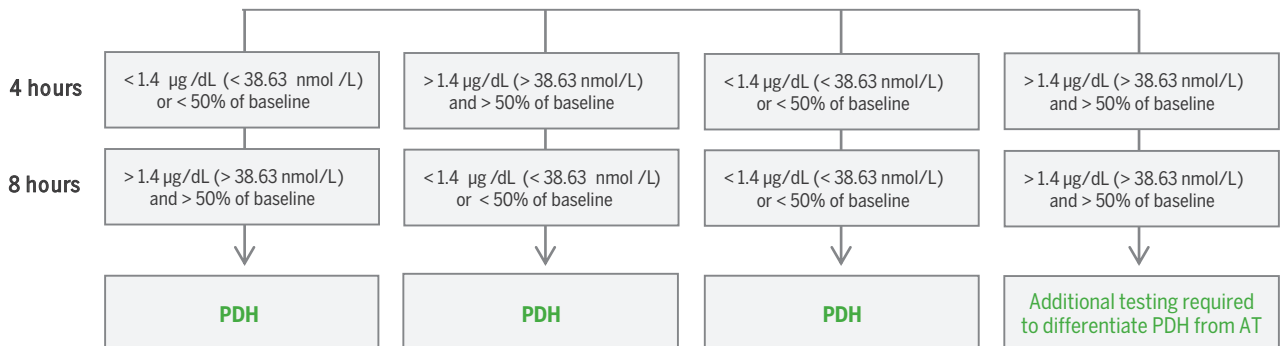 4 hours
< 1.4 µg /dL (< 38.63 nmol /L)
or < 50% of baseline
> 1.4 µg/dL (> 38.63 nmol/L)
and > 50% of baseline
< 1.4 µg/dL (< 38.63 nmol/L)
or < 50% of baseline
> 1.4 µg/dL (> 38.63 nmol/L)
and > 50% of baseline
8 hours
> 1.4 µg/dL (> 38.63 nmol/L)
and > 50% of baseline
< 1.4 µg /dL (< 38.63 nmol /L)
or < 50% of baseline
< 1.4 µg/dL (< 38.63 nmol/L)
or < 50% of baseline
> 1.4 µg/dL (> 38.63 nmol/L)
and > 50% of baseline
PDH
PDH
PDH
Additional testing required
to differentiate PDH from AT